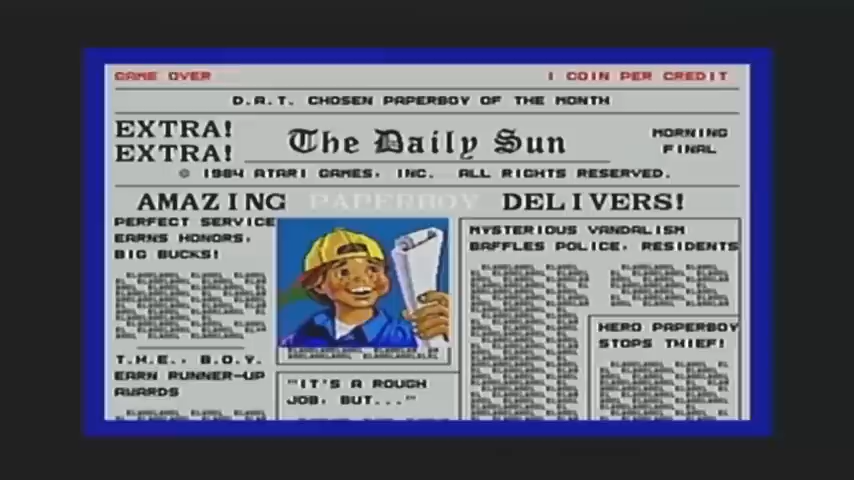 GAME OVER
1 COIN PER CREDIT
D.A.T. CHOSEN PAPERBOY OF THE MONTH
EXTRA!
EXTRA!
The Daily Sun
MORNING
FINAL
© 1984 ATARI GAMES, INC. ALL RIGHTS RESERVED.
AMAZING PAPERBOY DELIVERS!
PERFECT SERVICE
EARNS HONORS,
BIG BUCKS!
T.H.E., B.O.Y.
EARN RUNNER-UP
AWARDS
"IT'S A ROUGH
JOB, BUT..."
MYSTERIOUS VANDALISM
BAFFLES POLICE, RESIDENTS
HERO PAPERBOY
STOPS THIEF!